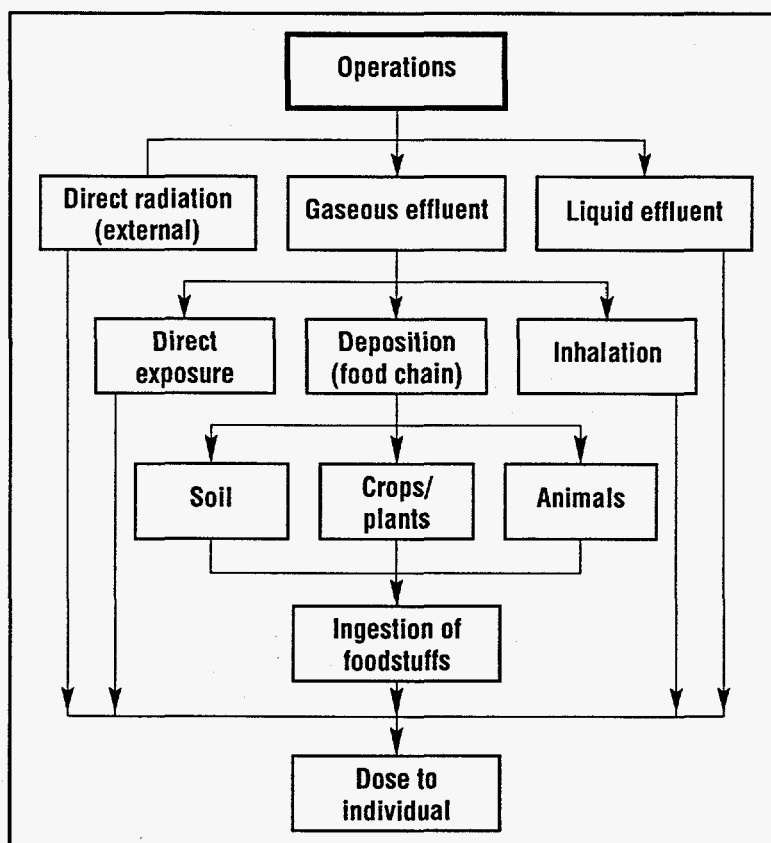 Operations
Direct radiation
(external)
Gaseous effluent
Liquid effluent
Direct
exposure
Deposition
(food chain)
Inhalation
Soil
Crops/
plants
Animals
Ingestion of
foodstuffs
Dose to
individual